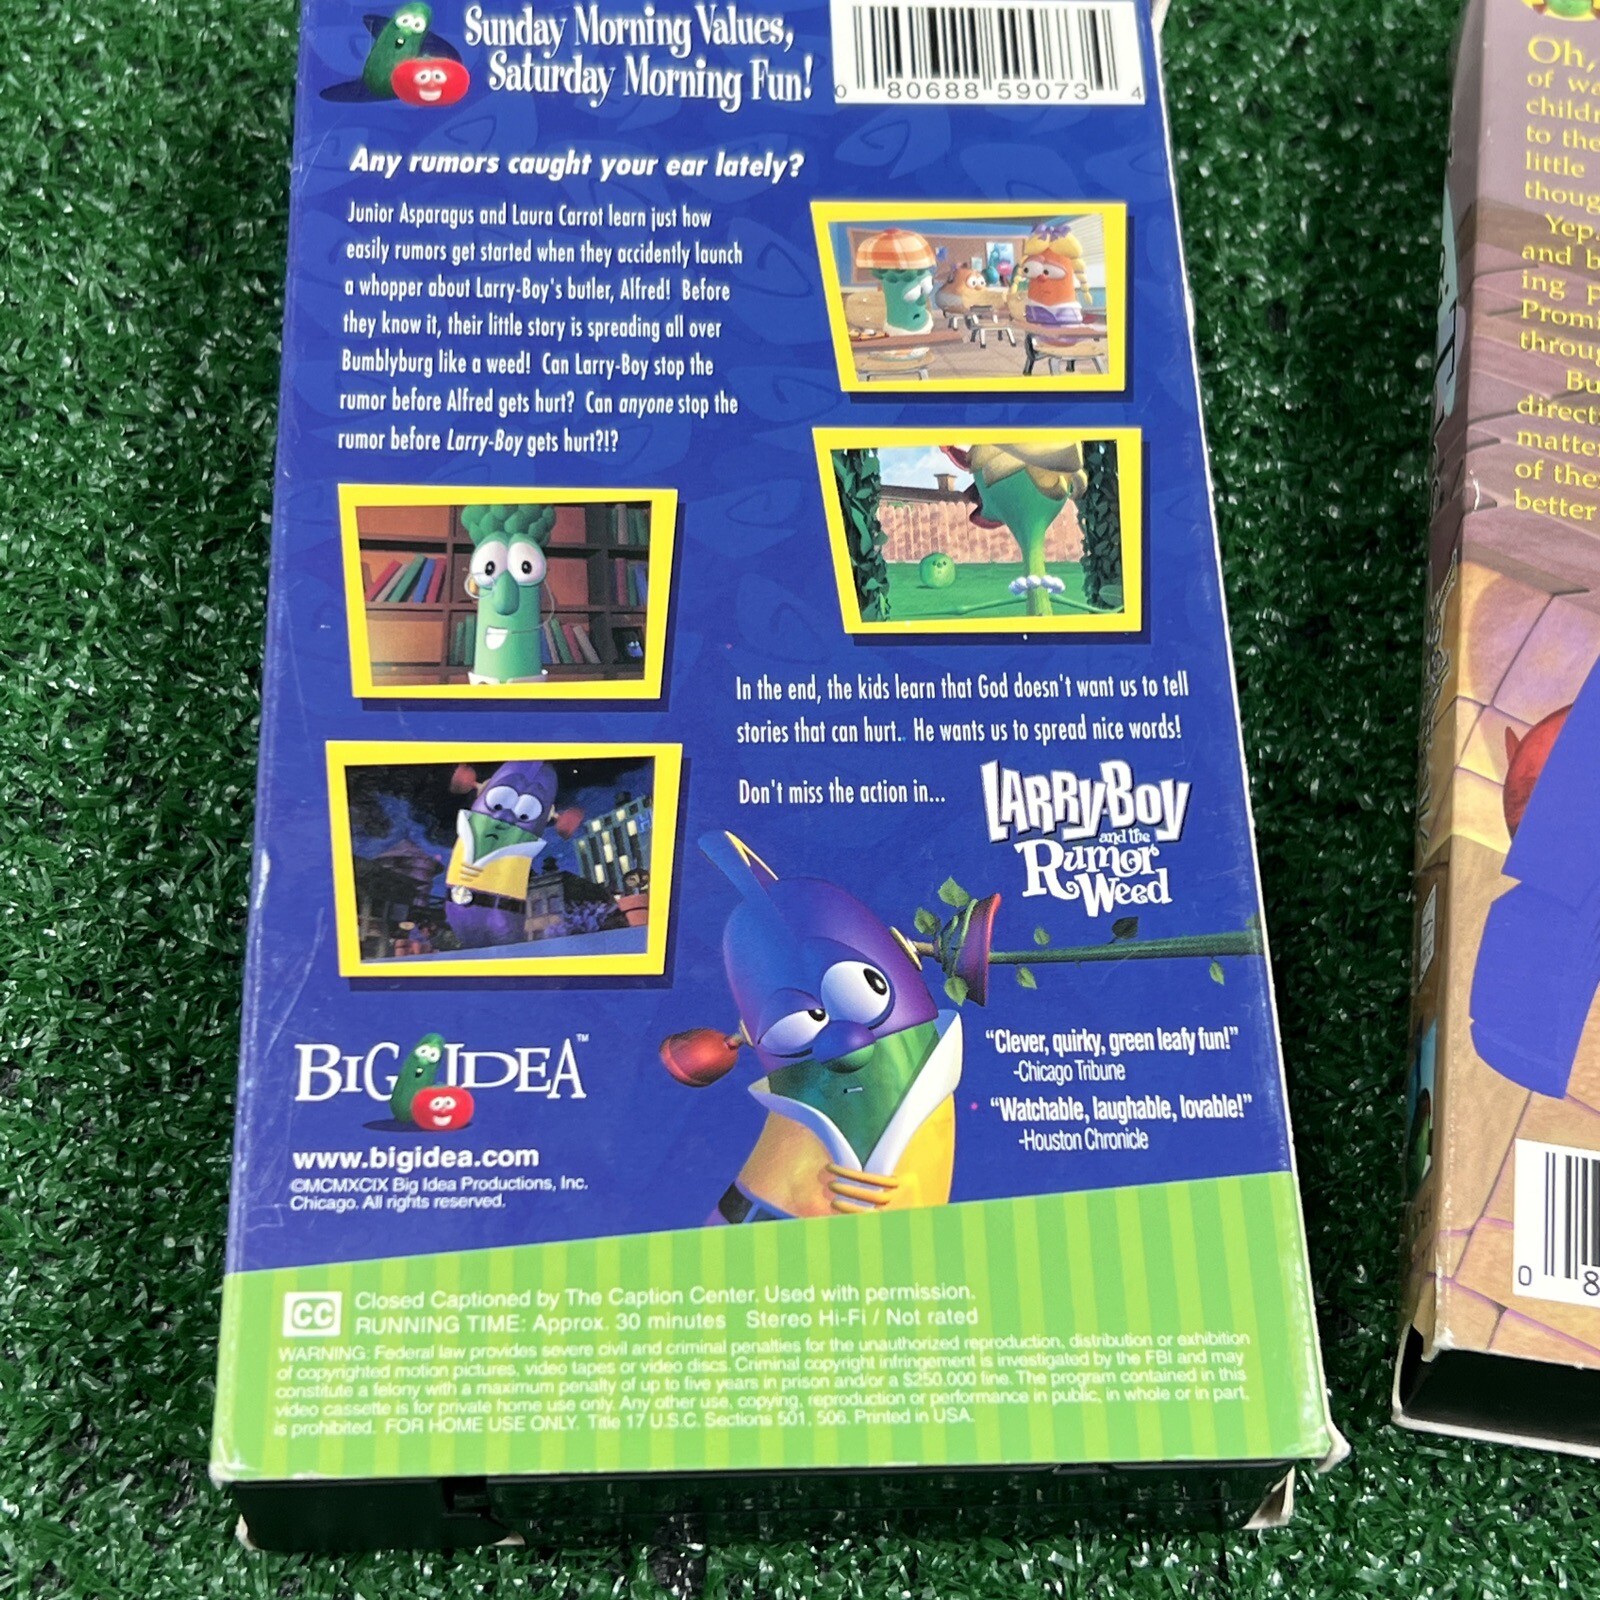 Sunday Morning Values,
Saturday Morning Fun!
0 80688 59073 4
Any rumors caught your ear lately?
Junior Asparagus and Laura Carrot learn just how
easily rumors get started when they accidently launch
a whopper about Larry-Boy's butler, Alfred! Before
they know it, their little story is spreading all over
Bumblyburg like a weed! Can Larry-Boy stop the
rumor before Alfred gets hurt? Can anyone stop the
rumor before Larry-Boy gets hurt?!?
In the end, the kids learn that God doesn't want us to tell
stories that can hurt. He wants us to spread nice words!
Don't miss the action in...
LARRY-BOY
and the
Rumor
Weed
"Clever, quirky, green leafy fun!"
-Chicago Tribune
"Watchable, laughable, lovable!"
-Houston Chronicle
BIG IDEA™
www.bigidea.com
©MCMXCIX Big Idea Productions, Inc.
Chicago. All rights reserved.
CC
Closed Captioned by The Caption Center. Used with permission.
RUNNING TIME: Approx. 30 minutes Stereo Hi-Fi / Not rated
WARNING: Federal law provides severe civil and criminal penalties for the unauthorized reproduction, distribution or exhibition
of copyrighted motion pictures, video tapes or video discs. Criminal copyright infringement is investigated by the FBI and may
constitute a felony with a maximum penalty of up to five years in prison and/or a $250,000 fine. The program contained in this
video cassette is for private home use only. Any other use, copying, reproduction or performance in public, in whole or in part,
is prohibited. FOR HOME USE ONLY. Title 17 U.S.C. Sections 501, 506. Printed in USA.
Oh,
of
to the
little
Yep.
and
ing
of
better
0 8